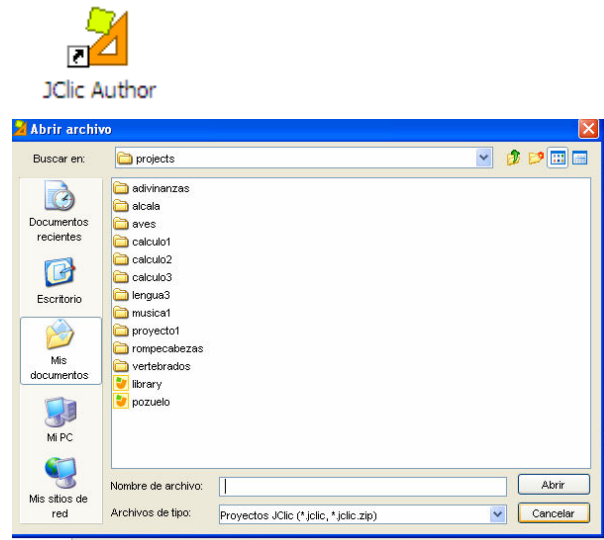 JClic Author
Abrir archivo
Buscar en:
projects
Documentos
recientes
Escritorio
Mis
documentos
Mi PC
Mis sitios de
red
adivinanzas
alcala
aves
calculo1
calculo2
calculo3
lengua3
musica1
proyecto1
rompecabezas
vertebrados
library
pozuelo
Nombre de archivo:
Abrir
Archivos de tipo:
Proyectos JClic (*.jclic, *.jclic.zip)
Cancelar